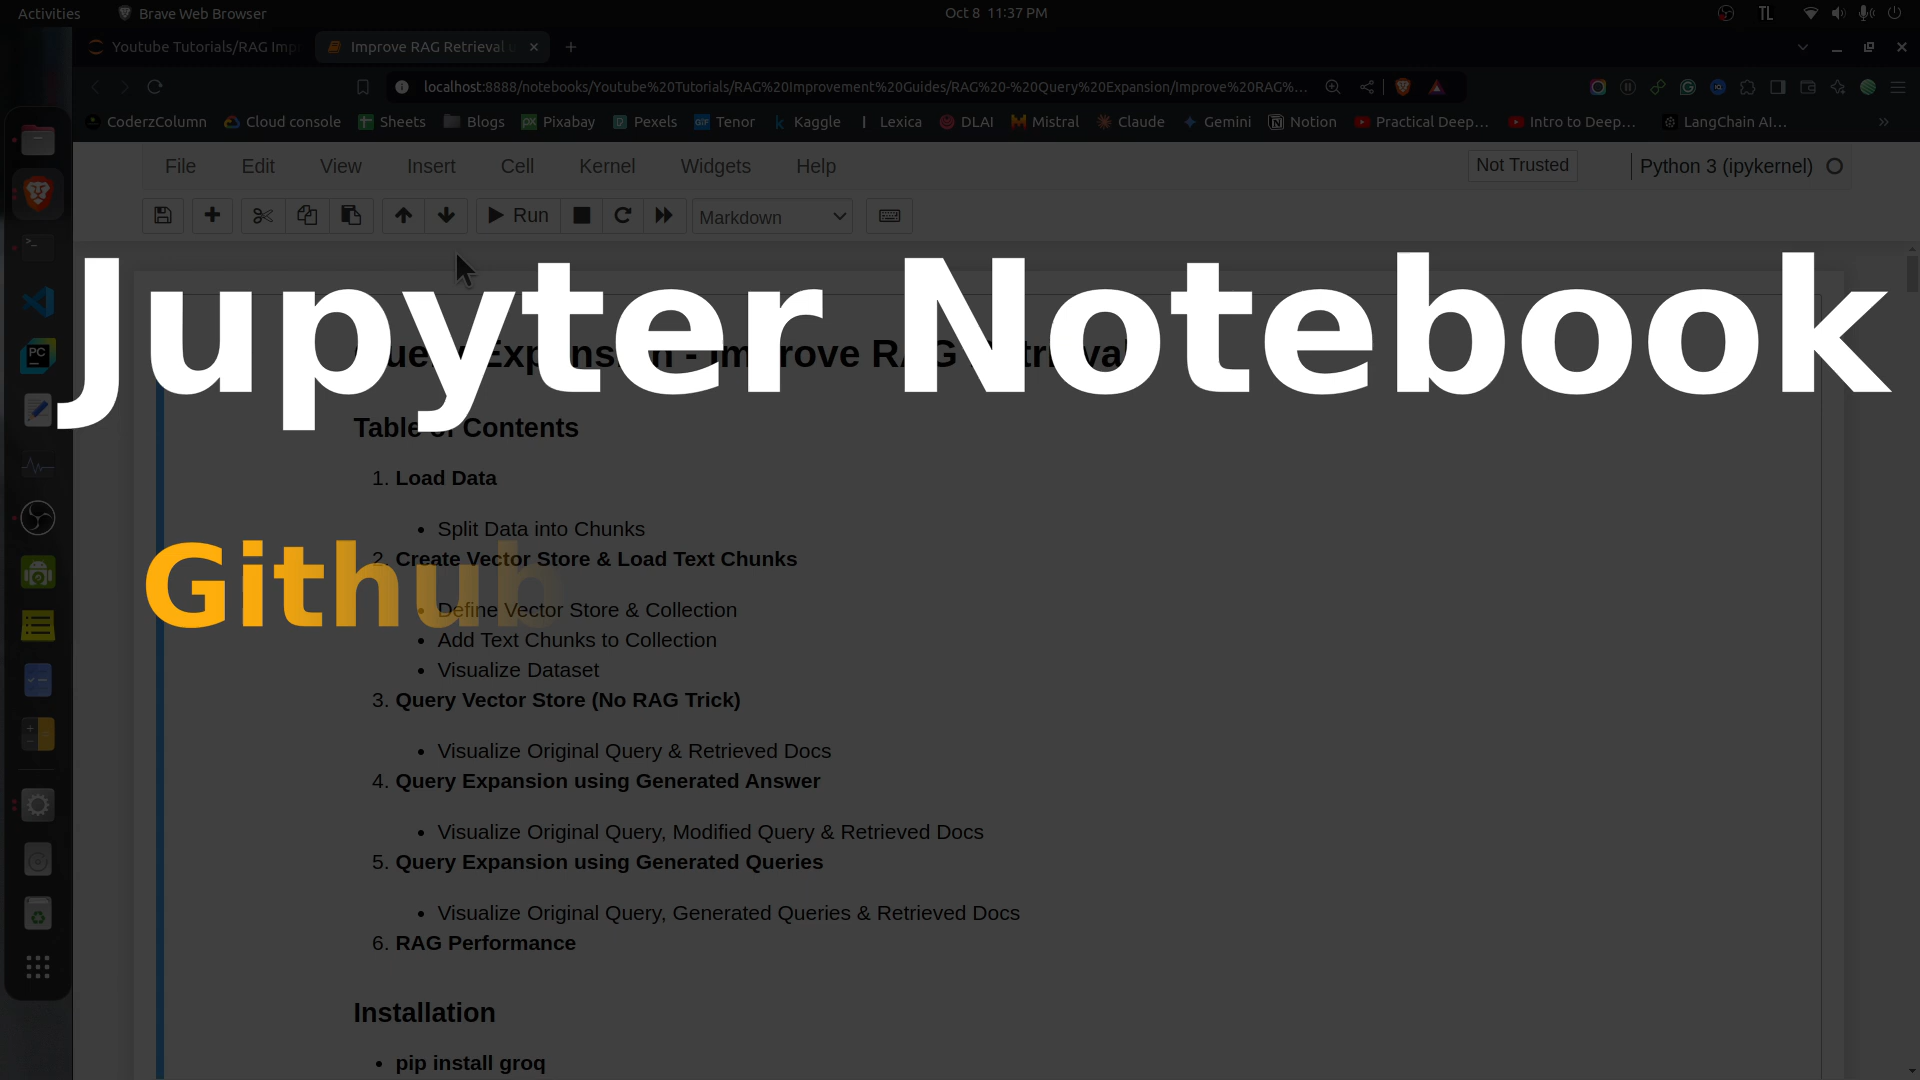 Activities
Brave Web Browser
Oct 8 11:37 PM
TL
Youtube Tutorials/RAG Imp
Improve RAG Retrieval u
localhost:8888/notebooks/Youtube%20Tutorials/RAG%20Improvement%20Guides/RAG%20-%20Query%20Expansion/Improve%20RAG%...
CoderzColumn
Cloud console
Sheets
Blogs
Pixabay
Pexels
Tenor
Kaggle
Lexica
DLAI
Mistral
Claude
Gemini
Notion
Practical Deep...
Intro to Deep...
LangChain AI...
File
Edit
View
Insert
Cell
Kernel
Widgets
Help
Not Trusted
Python 3 (ipykernel)
Run
Markdown
Jupyter Notebook
Query Expansion - Improve RAG Retrieval
Table of Contents
1. Load Data
• Split Data into Chunks
Github
2. Create Vector Store & Load Text Chunks
• Define Vector Store & Collection
• Add Text Chunks to Collection
• Visualize Dataset
3. Query Vector Store (No RAG Trick)
• Visualize Original Query & Retrieved Docs
4. Query Expansion using Generated Answer
• Visualize Original Query, Modified Query & Retrieved Docs
5. Query Expansion using Generated Queries
• Visualize Original Query, Generated Queries & Retrieved Docs
6. RAG Performance
Installation
• pip install groq